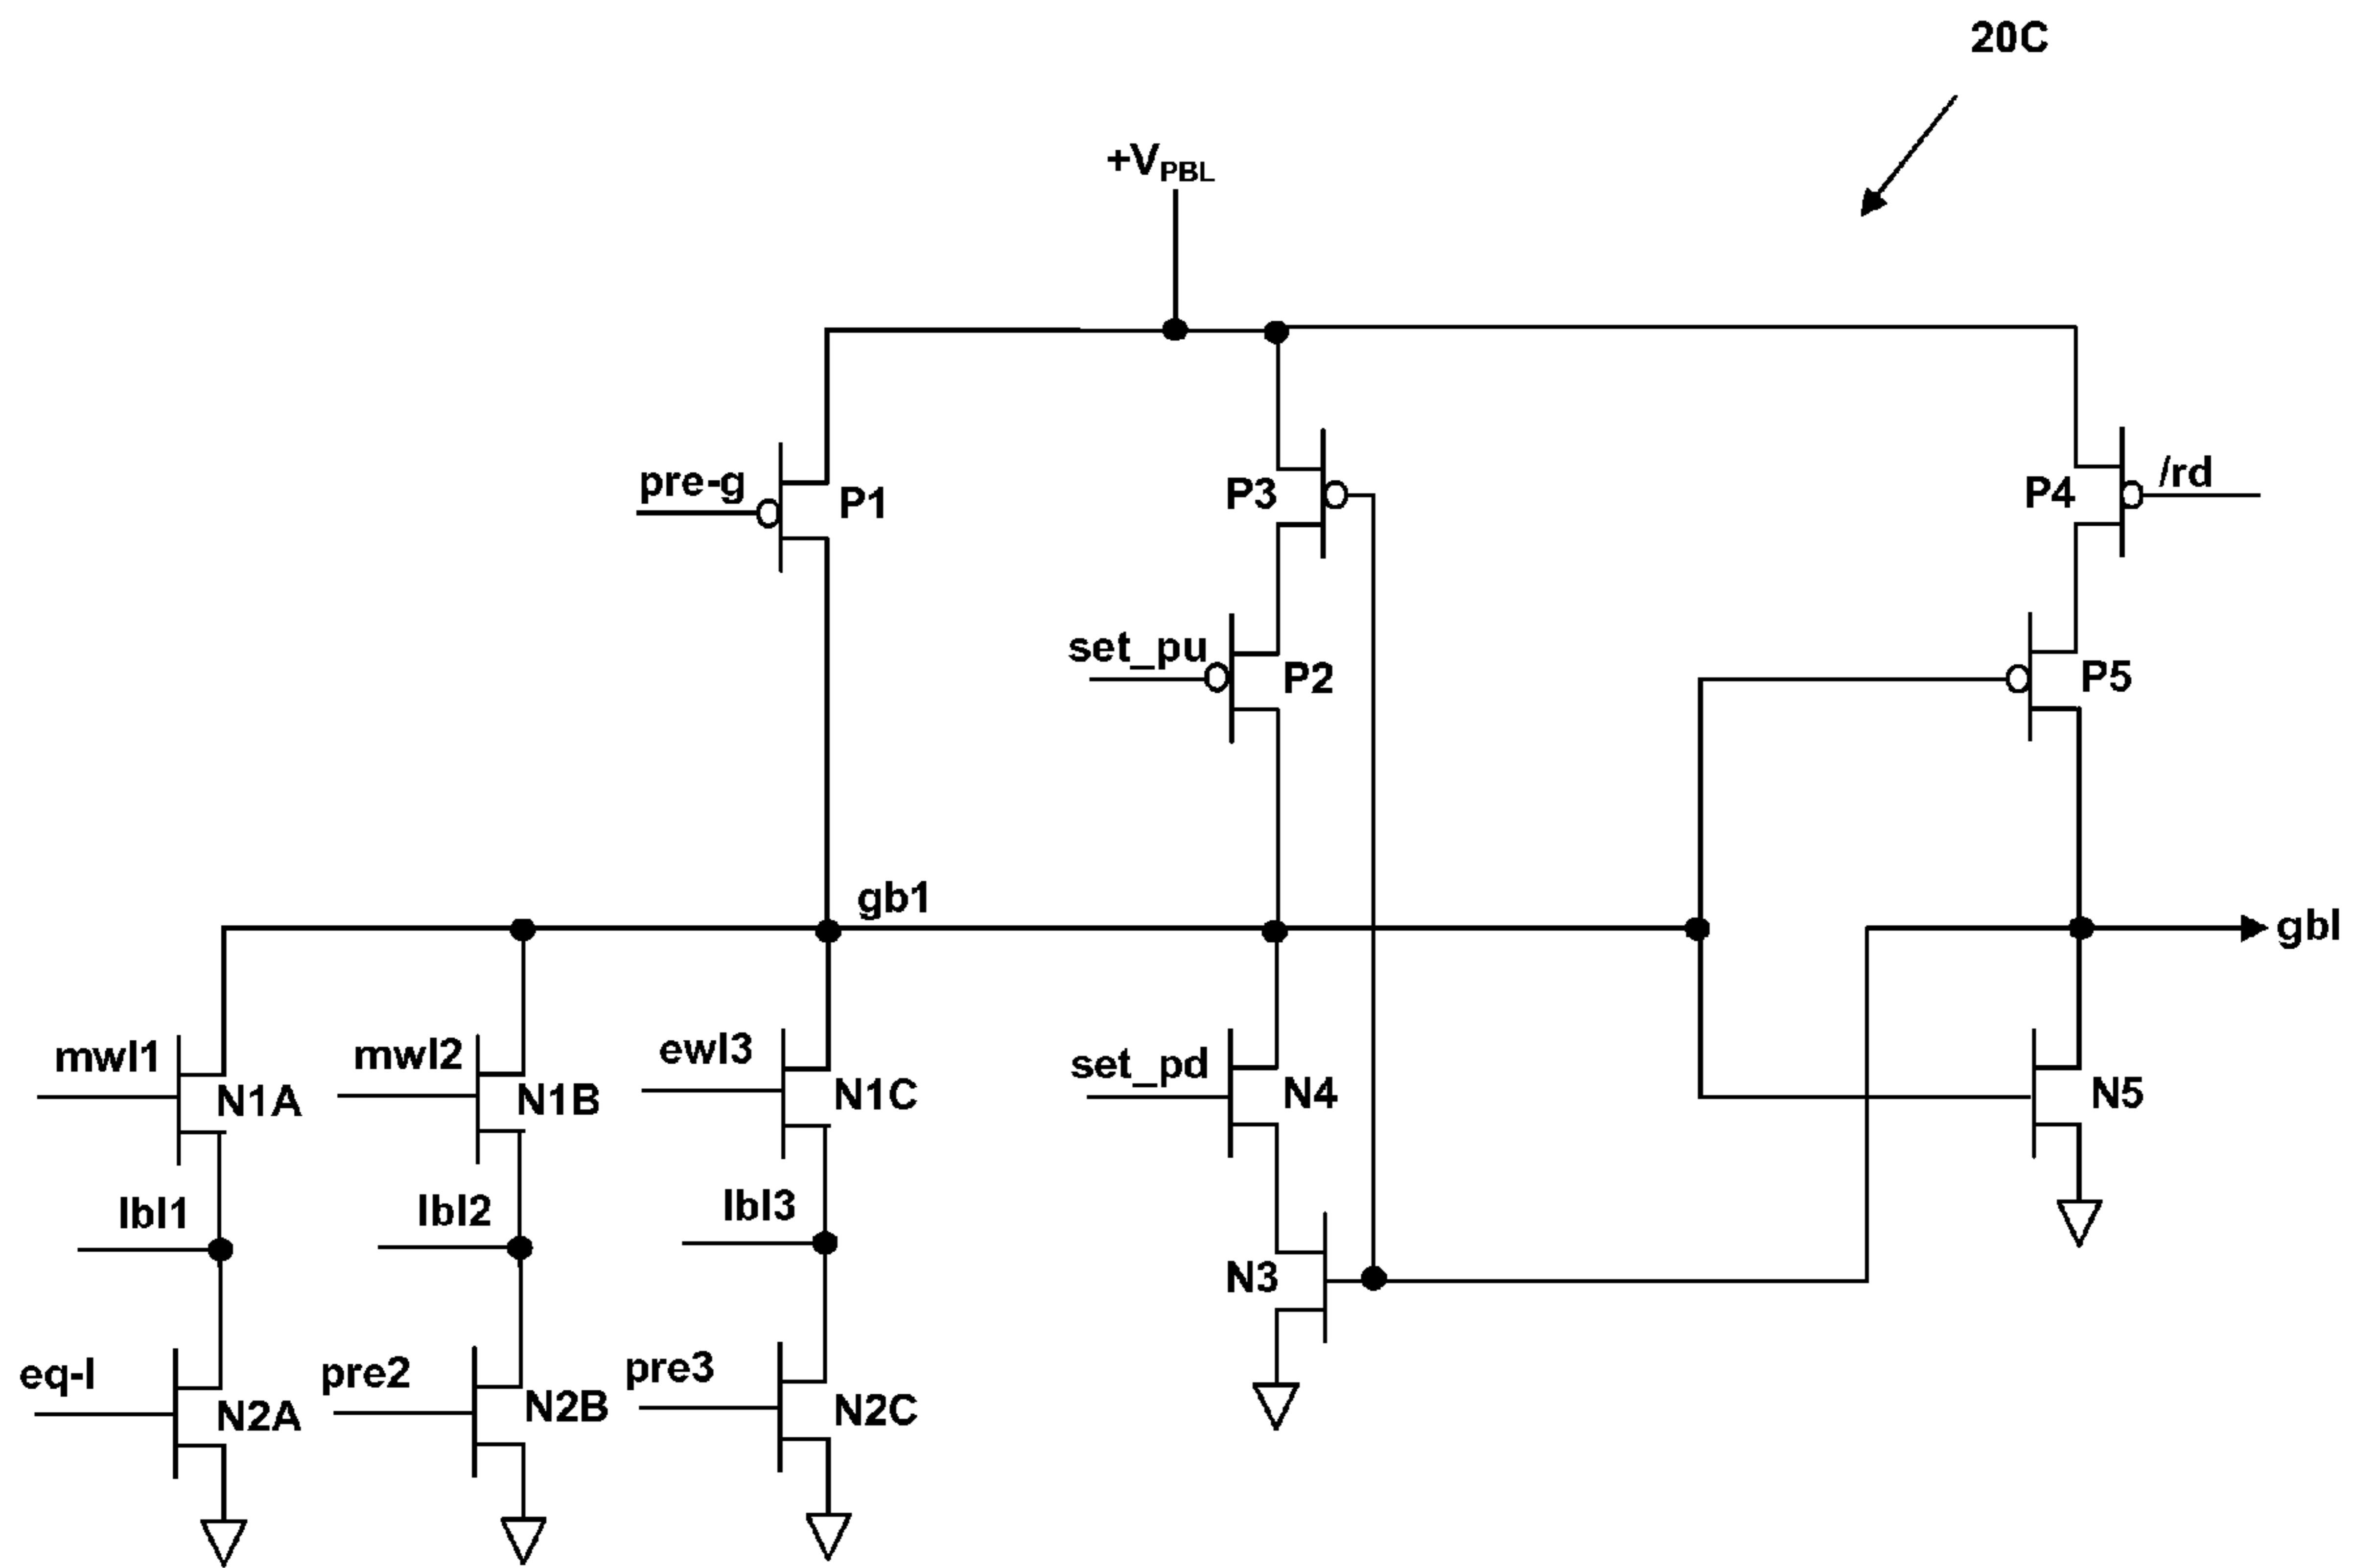 20C
+VPBL
pre-g
P1
P3
P4
/rd
set_pu
P2
P5
gb1
gbl
mwl1
N1A
mwl2
N1B
ewl3
N1C
set_pd
N4
N5
lbl1
lbl2
lbl3
N3
eq-l
N2A
pre2
N2B
pre3
N2C